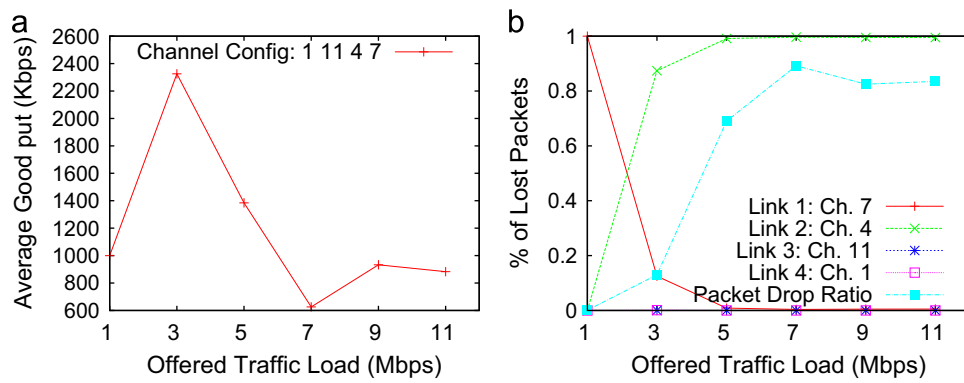 a
Average Good put (Kbps)
2600
2400
2200
2000
1800
1600
1400
1200
1000
800
600
Channel Config: 1 11 4 7
1 3 5 7 9 11
Offered Traffic Load (Mbps)
b
% of Lost Packets
1
0.8
0.6
0.4
0.2
0
Link 1: Ch. 7
Link 2: Ch. 4
Link 3: Ch. 11
Link 4: Ch. 1
Packet Drop Ratio
1 3 5 7 9 11
Offered Traffic Load (Mbps)